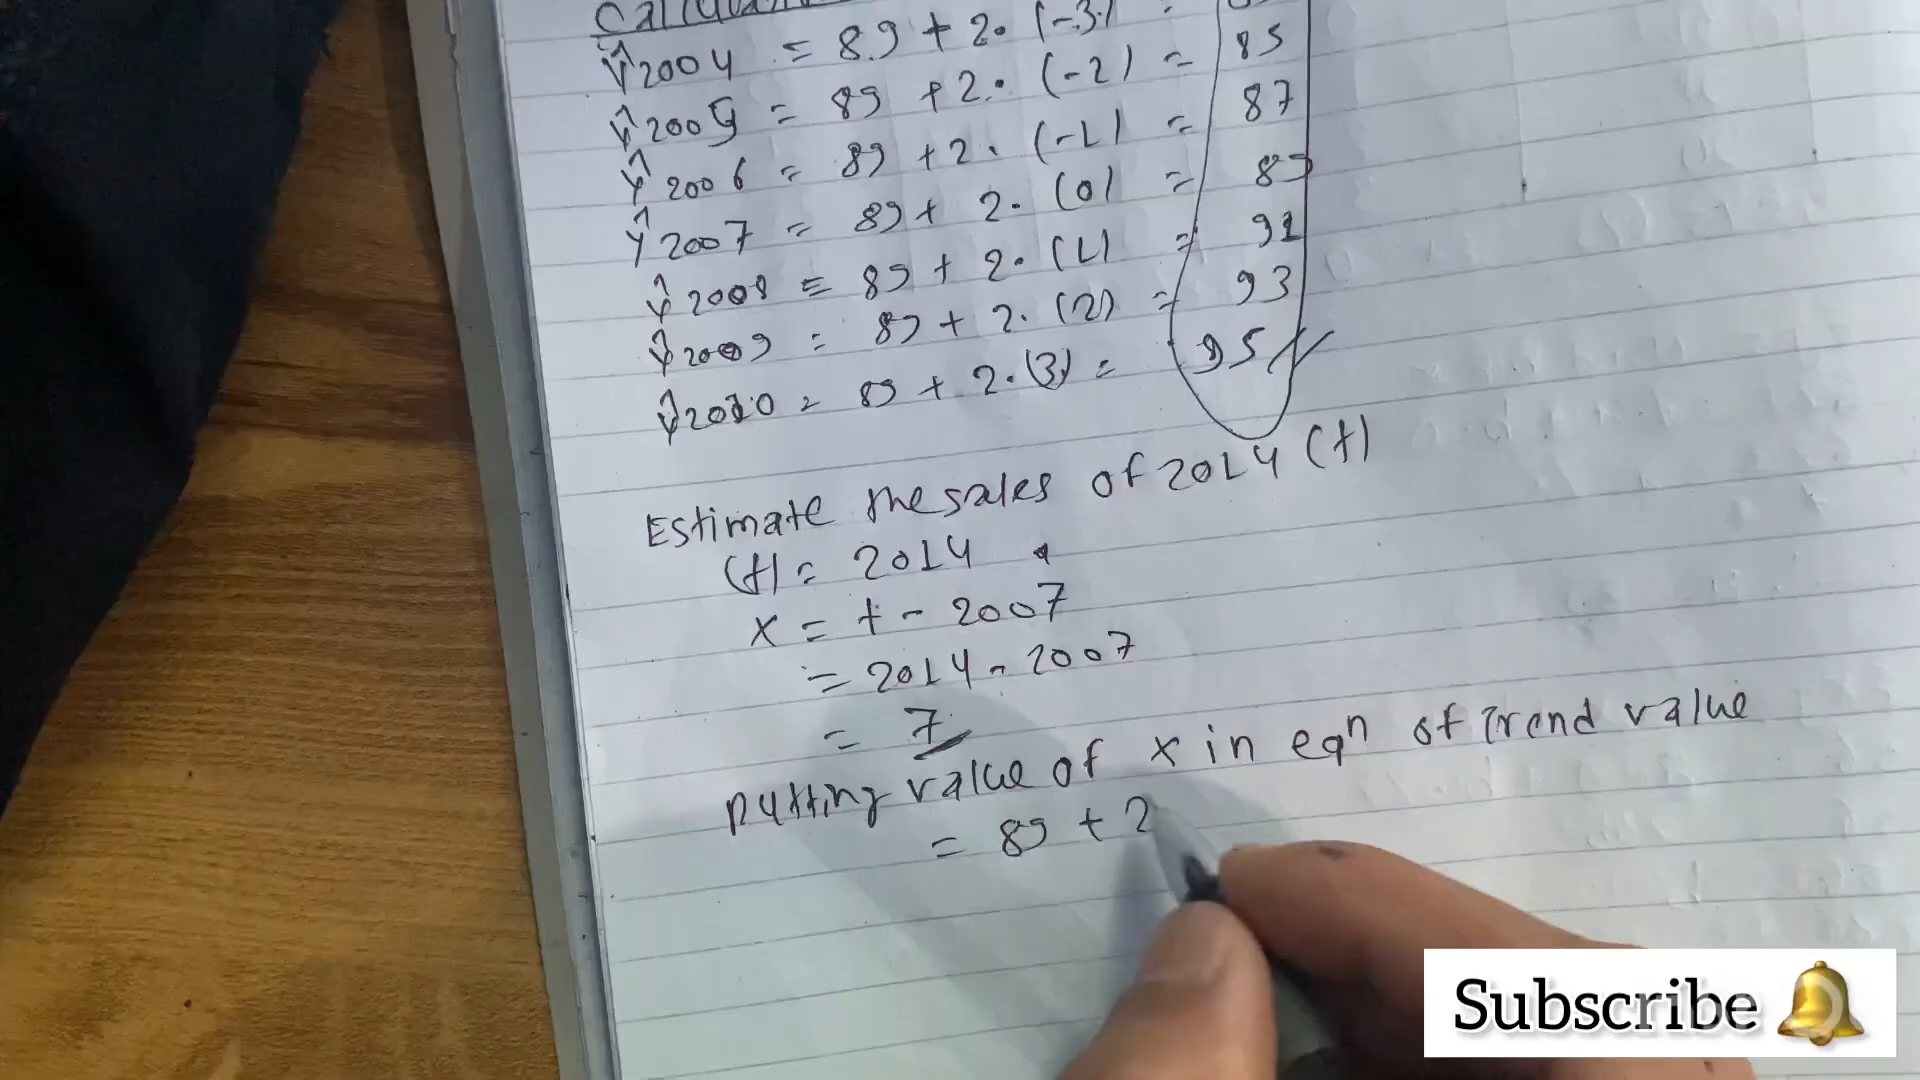 Ŷ2004 = 89 + 2. (-3)
Ŷ2005 = 89 + 2. (-2) = 85
Ŷ2006 = 89 + 2. (-1) = 87
Ŷ2007 = 89 + 2. (0) = 89
Ŷ2008 = 89 + 2. (1) = 91
Ŷ2009 = 89 + 2. (2) = 93
Ŷ2010 = 89 + 2. (3) = 95
Estimate the sales of 2014 (t)
(t) = 2014
x = t - 2007
= 2014 - 2007
= 7
putting value of x in eqn of Trend value
= 89 + 2
Subscribe